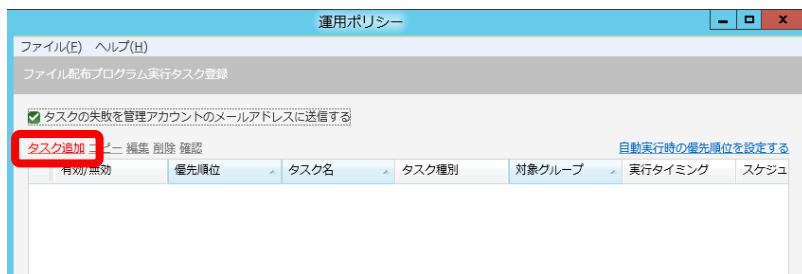 運用ポリシー
ファイル(F) ヘルプ(H)
ファイル配布プログラム実行タスク登録
タスクの失敗を管理アカウントのメールアドレスに送信する
タスク追加 コピー 編集 削除 確認 自動実行時の優先順位を設定する
有効/無効 優先順位 タスク名 タスク種別 対象グループ 実行タイミング スケジュ